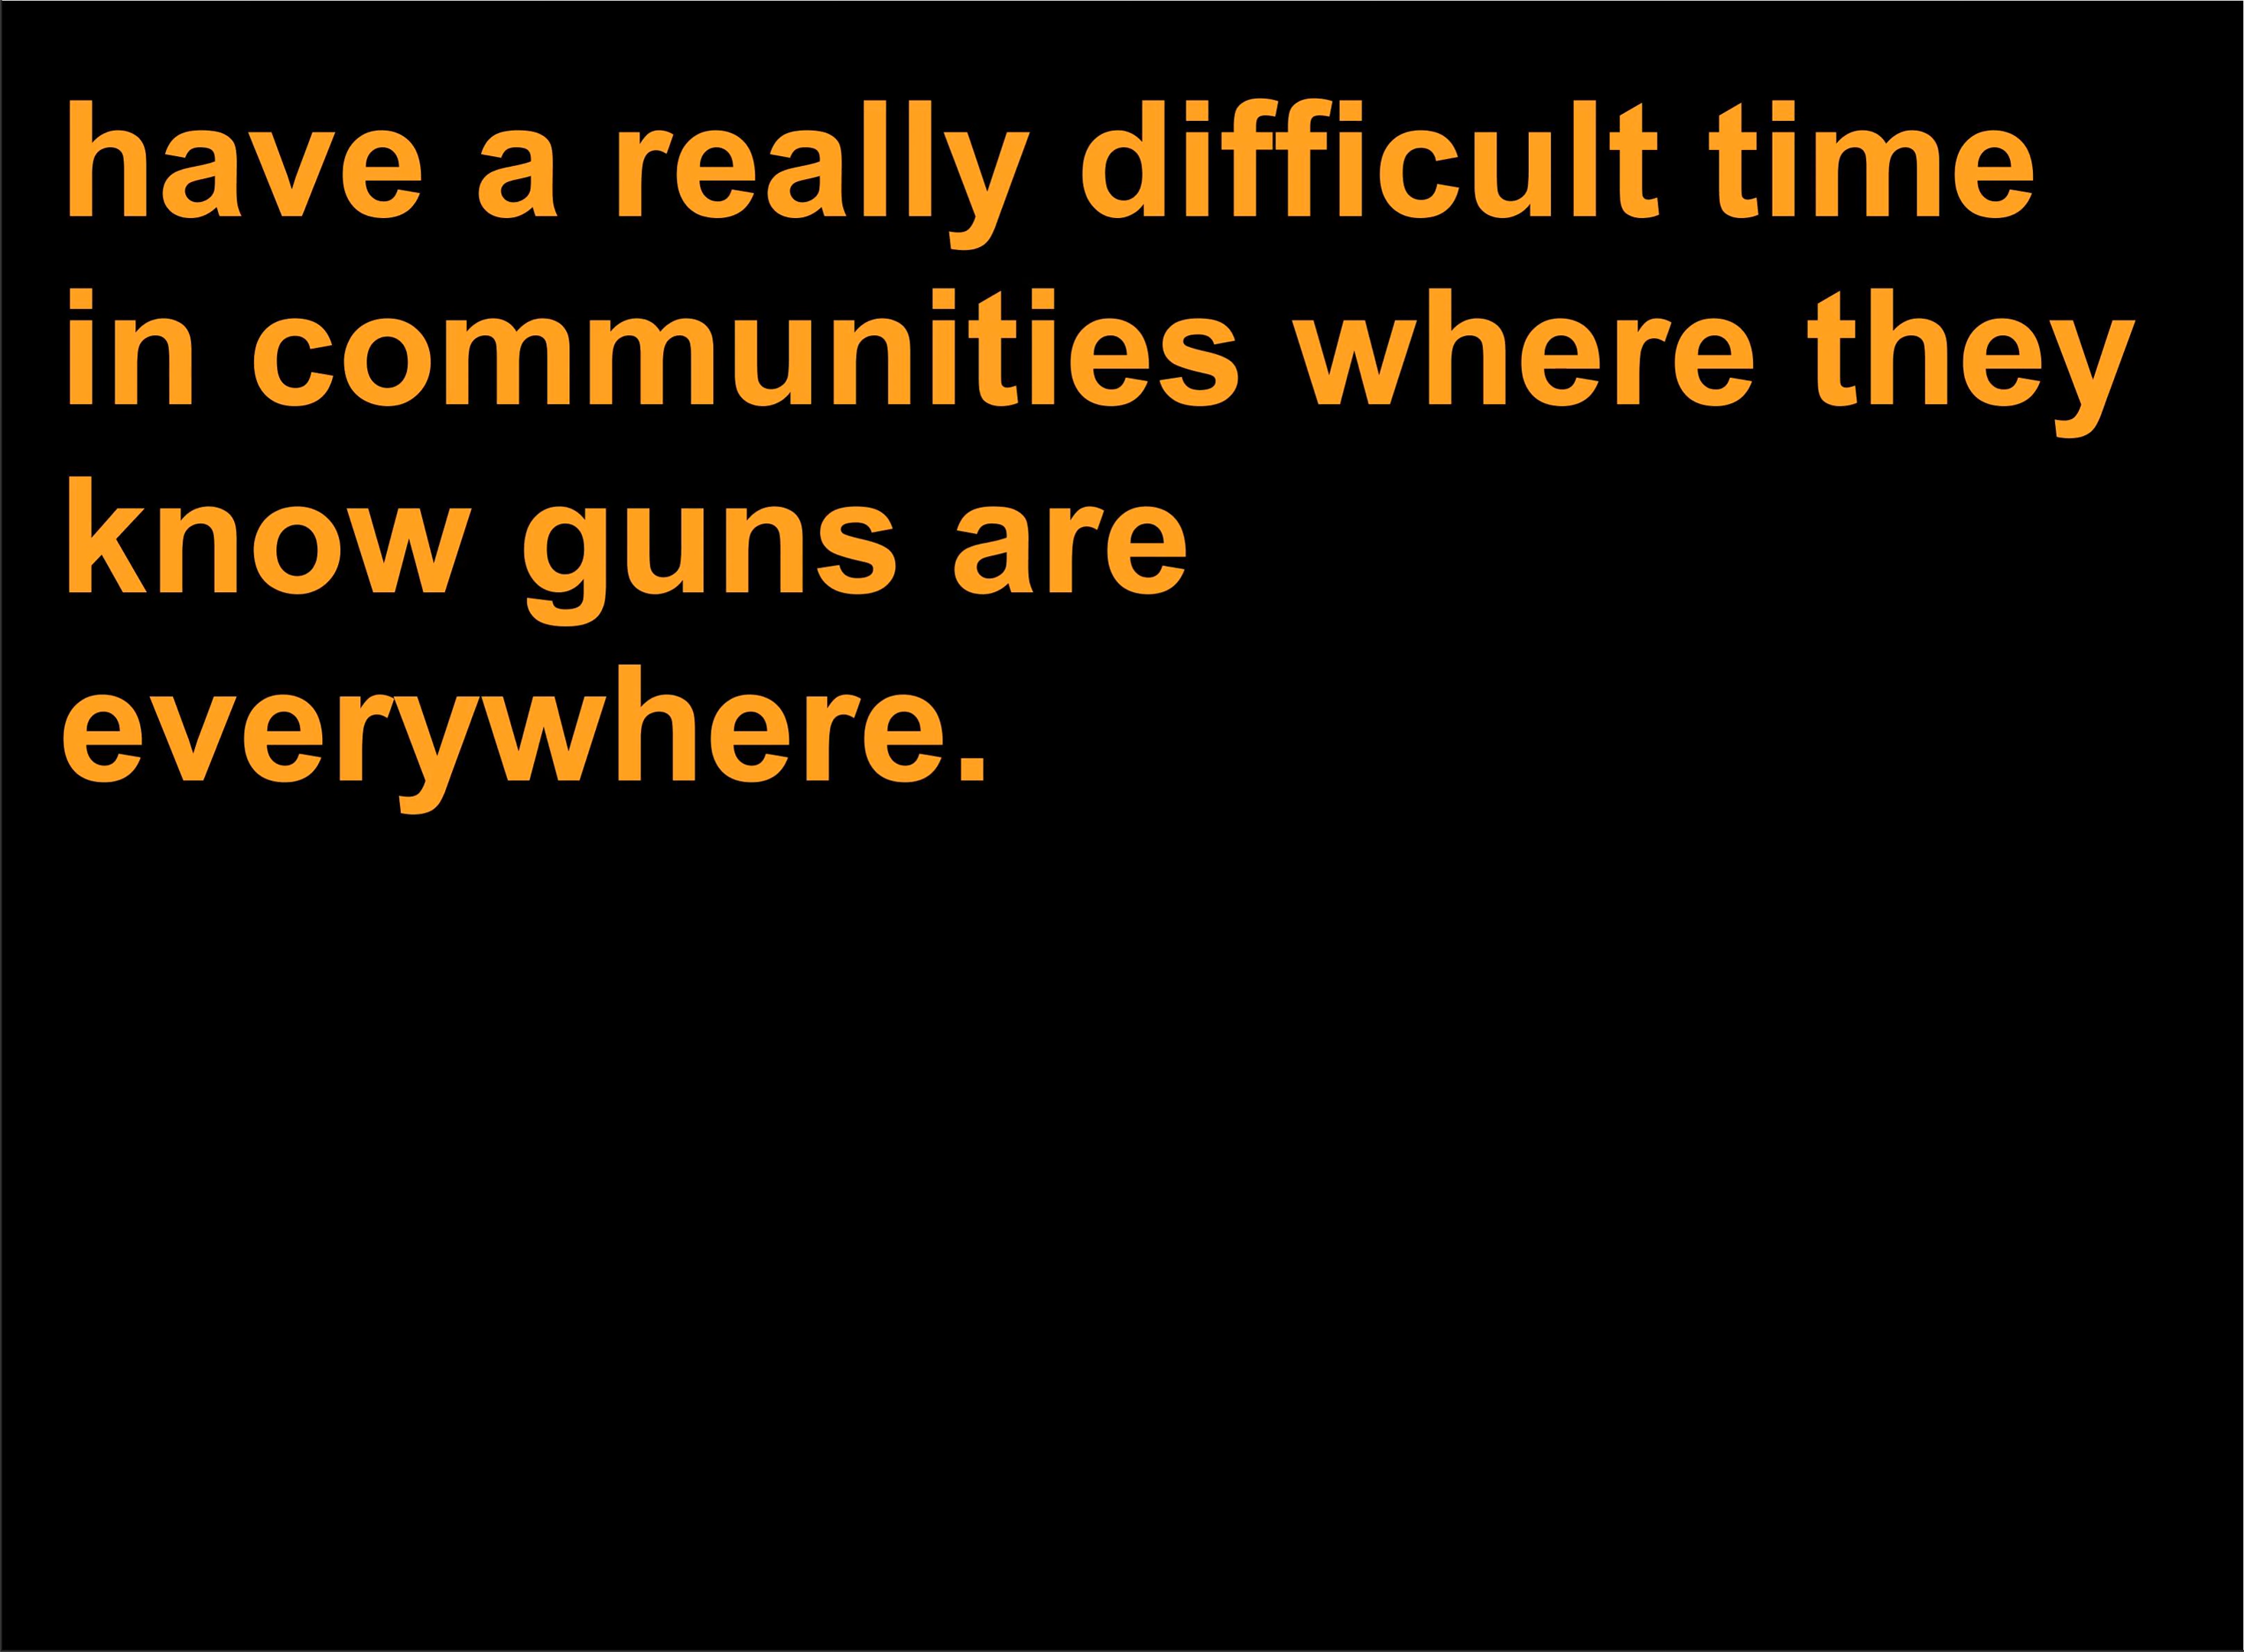 have a really difficult time
in communities where they
know guns are
everywhere.